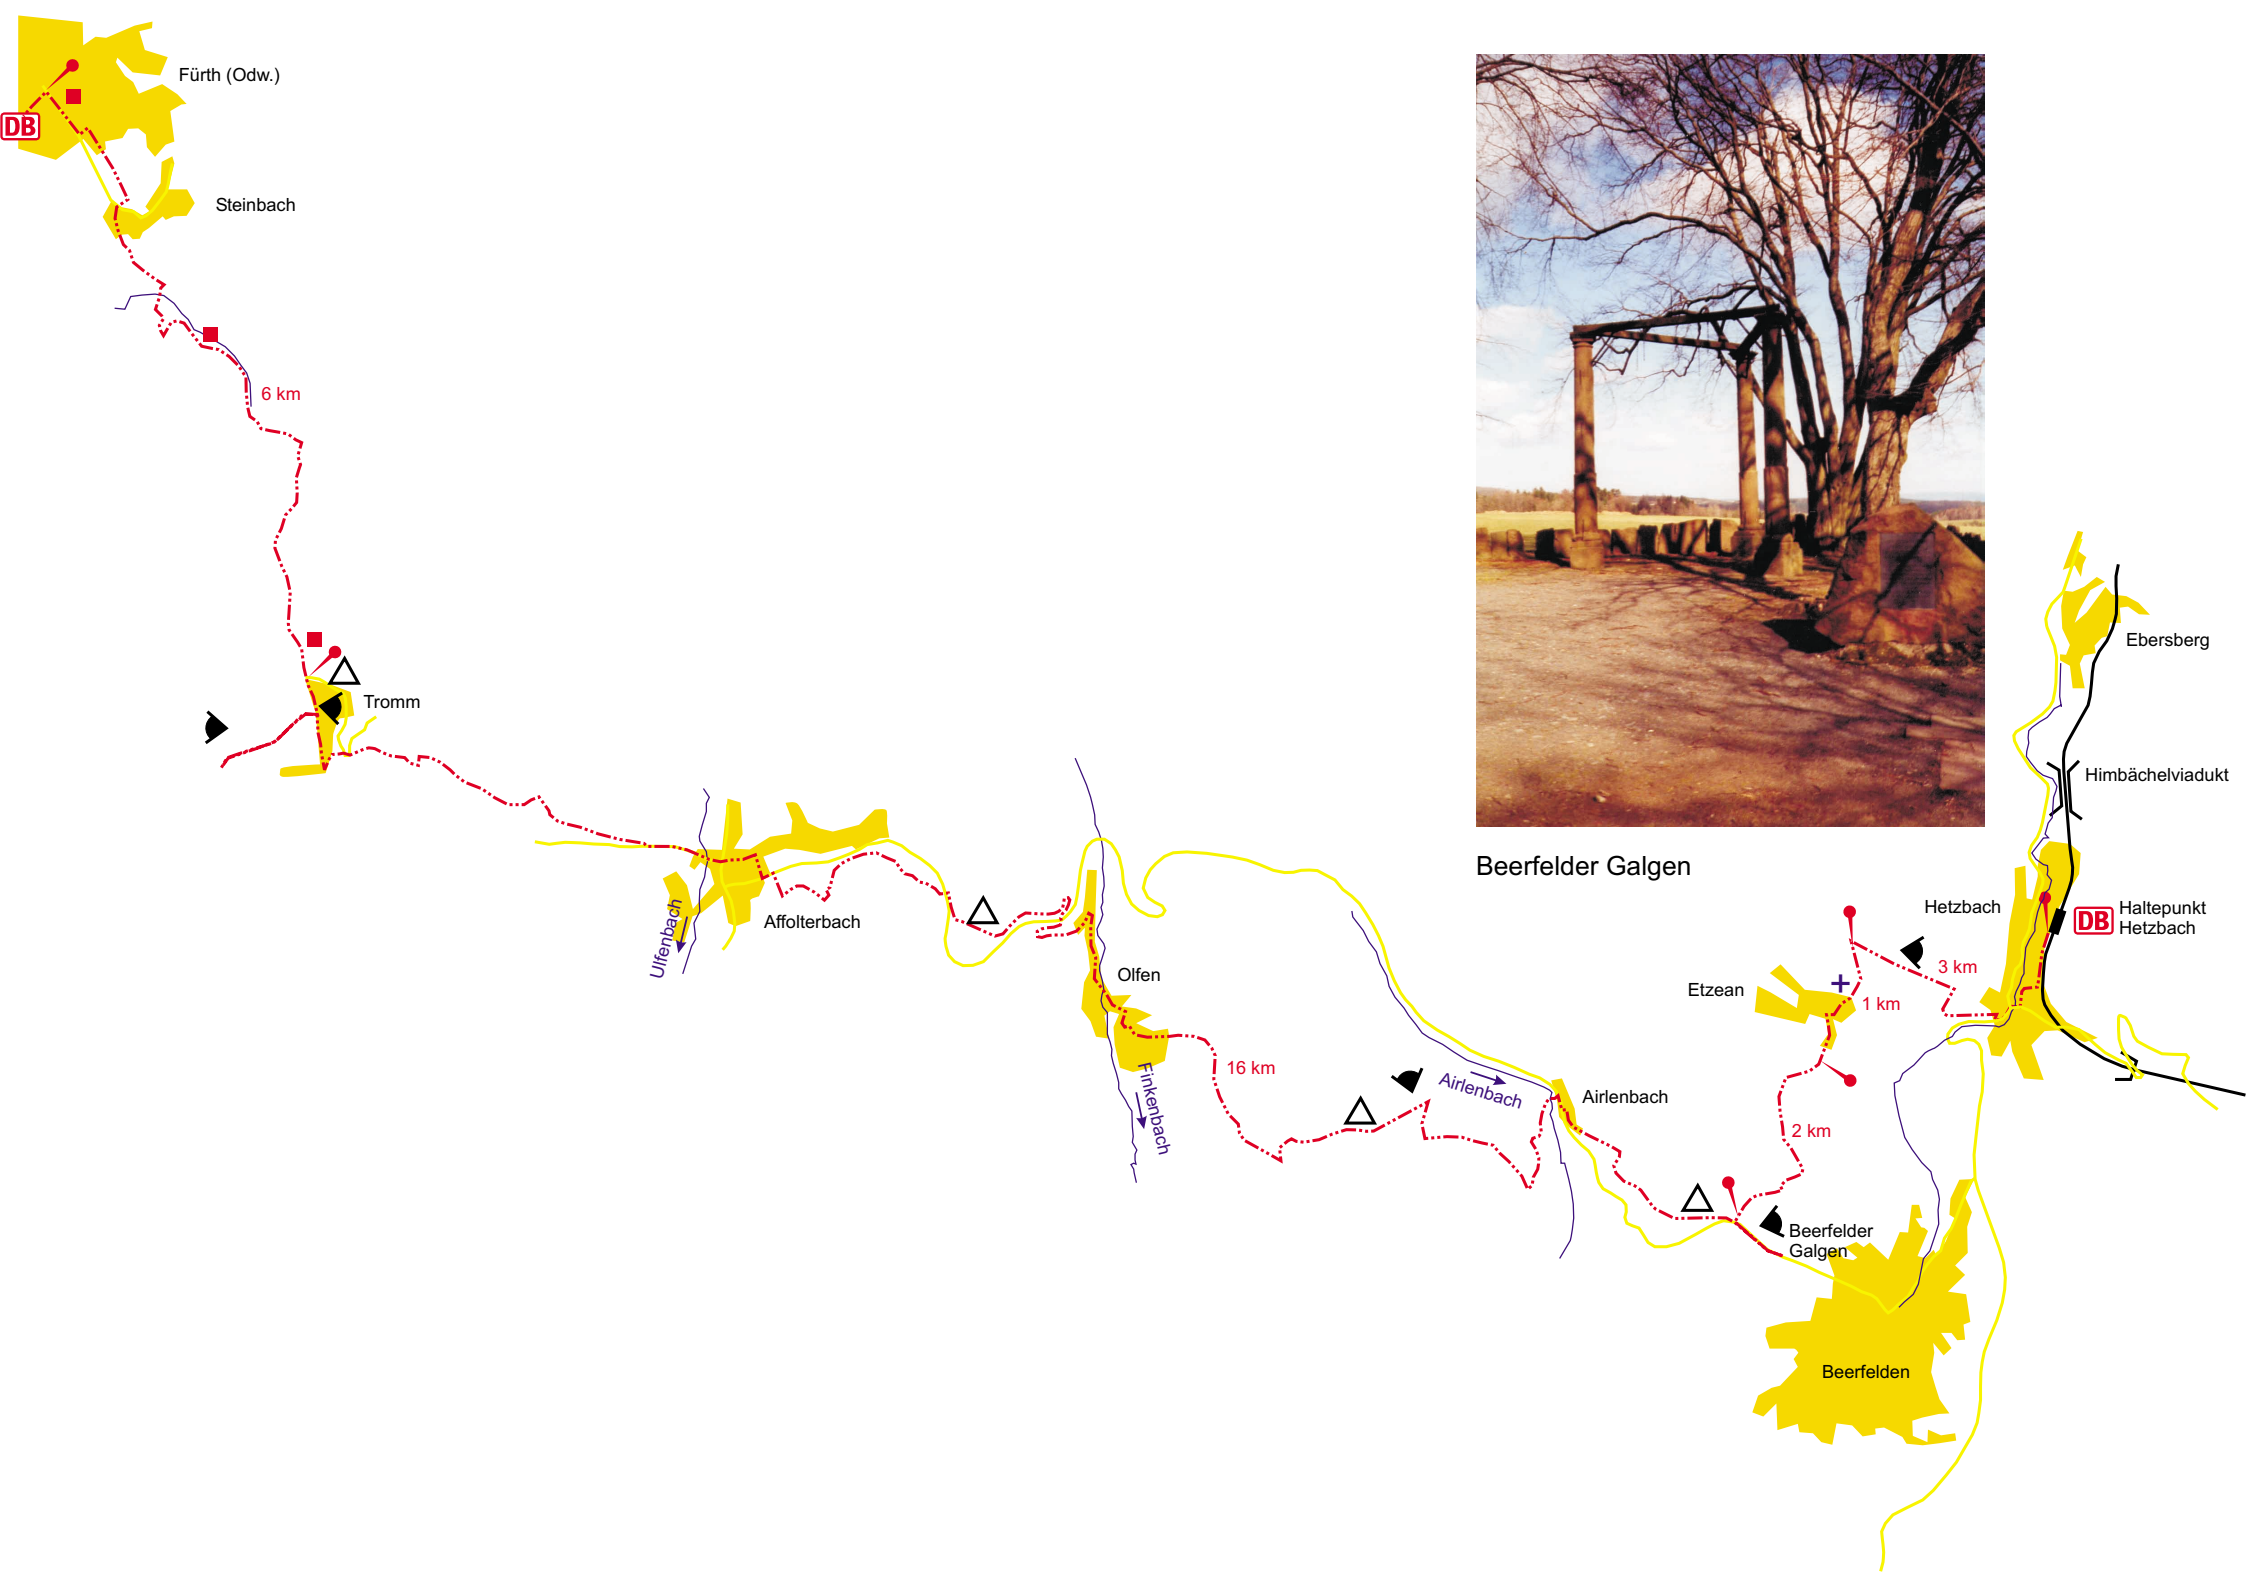 Fürth (Odw.)
DB
Steinbach
6 km
Tromm
Ulfenbach
Affolterbach
Olfen
Finkenbach
16 km
Airlenbach
Airlenbach
Beerfelder Galgen
Ebersberg
Himbächelviadukt
Hetzbach
DB
Haltepunkt
Hetzbach
3 km
Etzean
1 km
2 km
Beerfelder
Galgen
Beerfelden